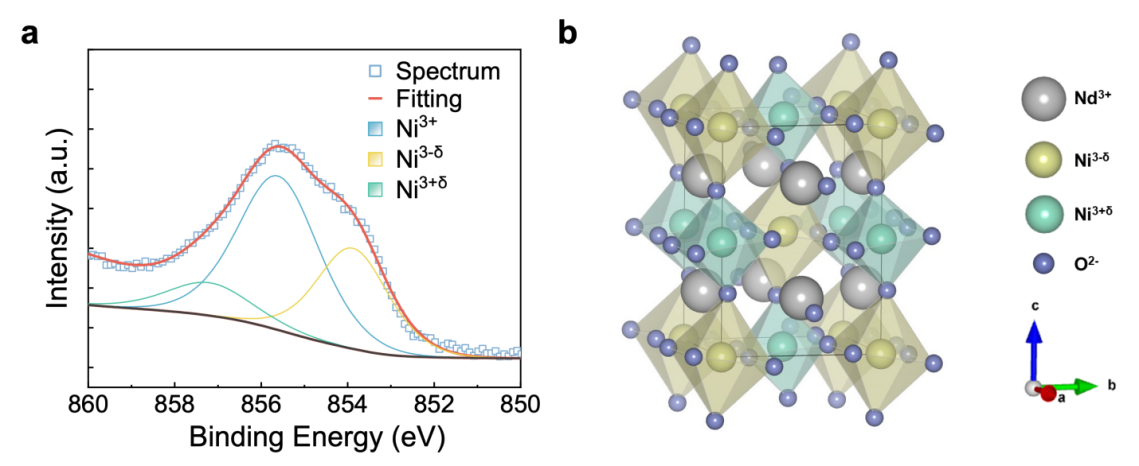 a
Spectrum
Fitting
Ni3+
Ni3-δ
Ni3+δ
Intensity (a.u.)
860 858 856 854 852 850
Binding Energy (eV)
b
Nd3+
Ni3-δ
Ni3+δ
O2-
c
b
a